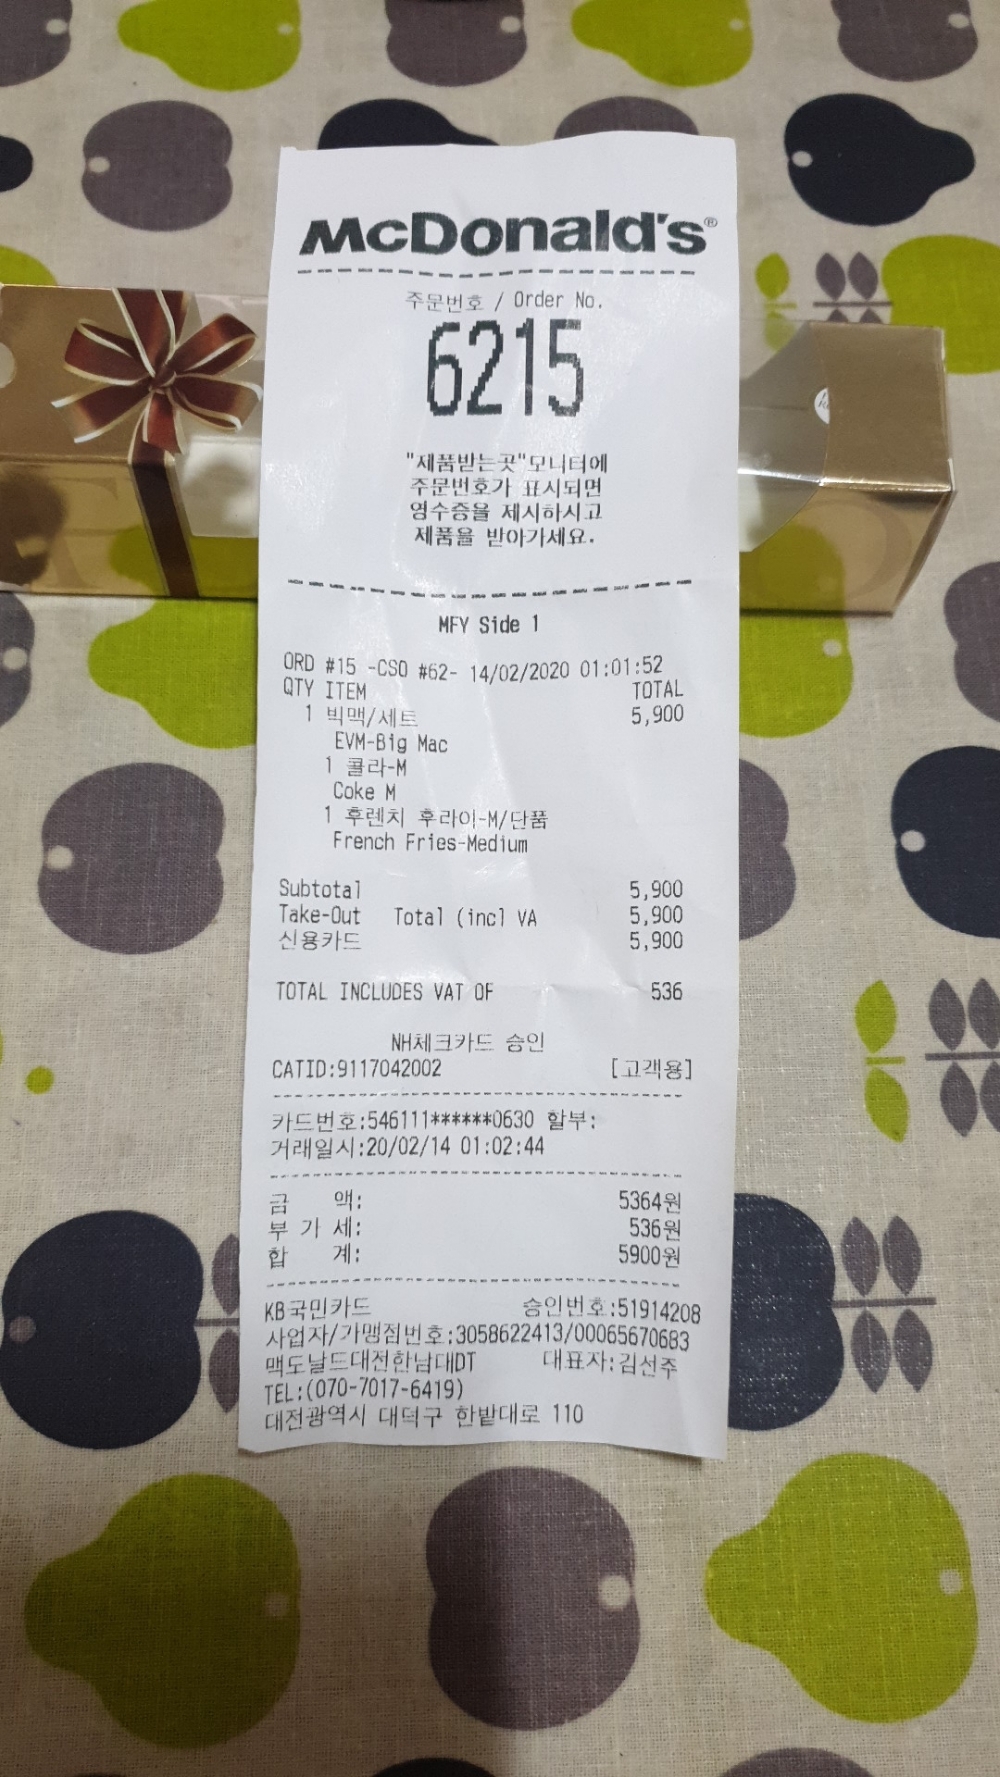 McDonald's®
주문번호 / Order No.
6215
"제품받는곳"모니터에
주문번호가 표시되면
영수증을 제시하시고
제품을 받아가세요.
MFY Side 1
ORD #15 -CSO #62- 14/02/2020 01:01:52
QTY ITEM TOTAL
1 빅맥/세트 5,900
EVM-Big Mac
1 콜라-M
Coke M
1 후렌치 후라이-M/단품
French Fries-Medium
Subtotal 5,900
Take-Out Total (incl VA 5,900
신용카드 5,900
TOTAL INCLUDES VAT OF 536
NH체크카드 승인
CATID:9117042002 [고객용]
카드번호:546111******0630 할부:
거래일시:20/02/14 01:02:44
금 액: 5364원
부 가 세: 536원
합 계: 5900원
KB국민카드 승인번호:51914208
사업자/가맹점번호:3058622413/00065670683
맥도날드대전한남대DT 대표자:김선주
TEL:(070-7017-6419)
대전광역시 대덕구 한밭대로 110